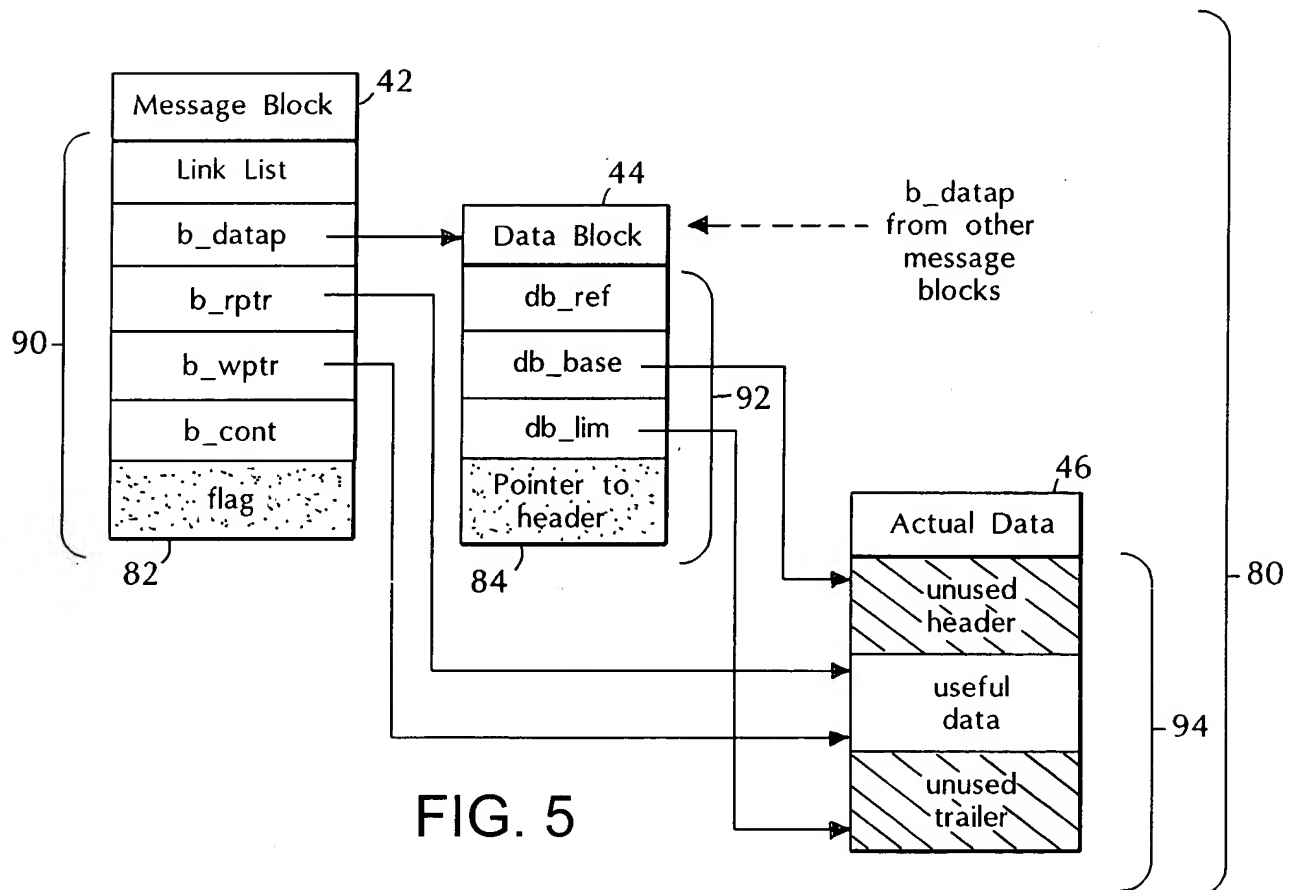 Message Block
42
Link List
b_datap
b_rptr
b_wptr
b_cont
flag
90
82
44
Data Block
db_ref
db_base
db_lim
Pointer to
header
84
92
b_datap
from other
message
blocks
46
Actual Data
unused
header
useful
data
unused
trailer
94
80
FIG. 5